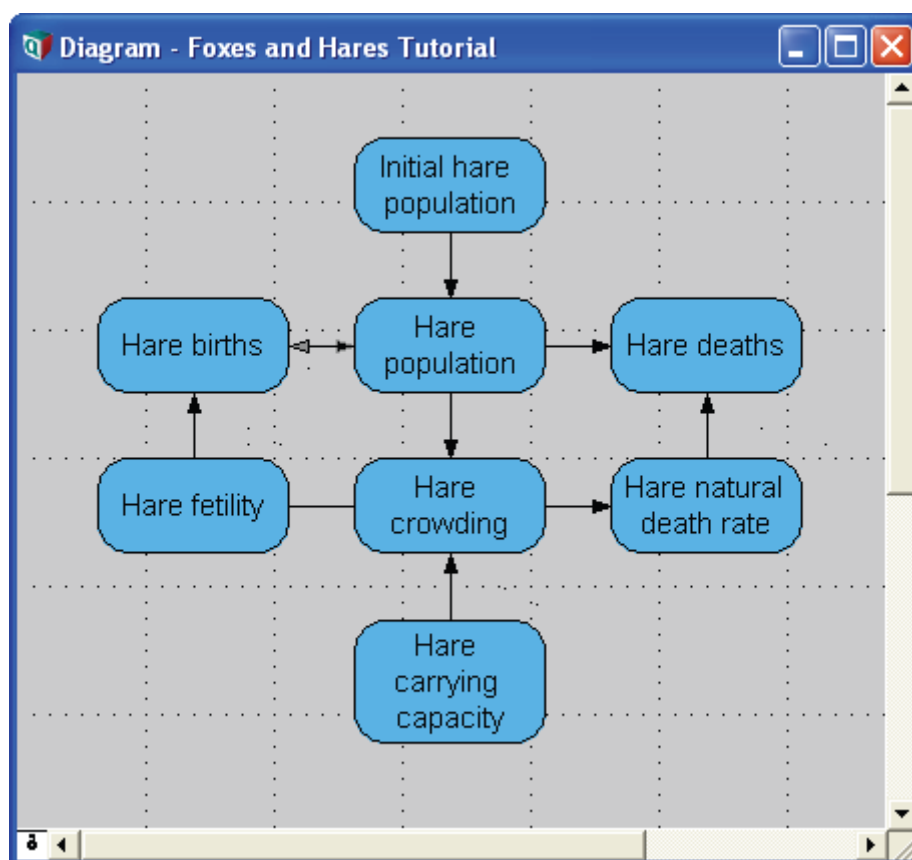 Diagram - Foxes and Hares Tutorial
Initial hare
population
Hare births
Hare
population
Hare deaths
Hare fetility
Hare
crowding
Hare natural
death rate
Hare
carrying
capacity